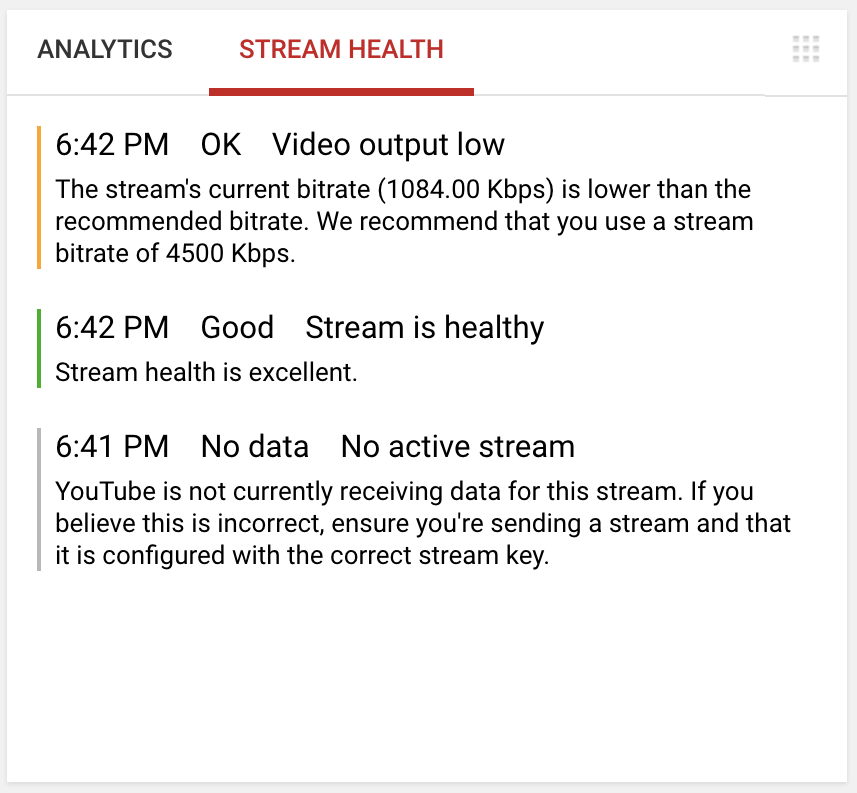 ANALYTICS STREAM HEALTH
6:42 PM OK Video output low
The stream's current bitrate (1084.00 Kbps) is lower than the
recommended bitrate. We recommend that you use a stream
bitrate of 4500 Kbps.
6:42 PM Good Stream is healthy
Stream health is excellent.
6:41 PM No data No active stream
YouTube is not currently receiving data for this stream. If you
believe this is incorrect, ensure you're sending a stream and that
it is configured with the correct stream key.